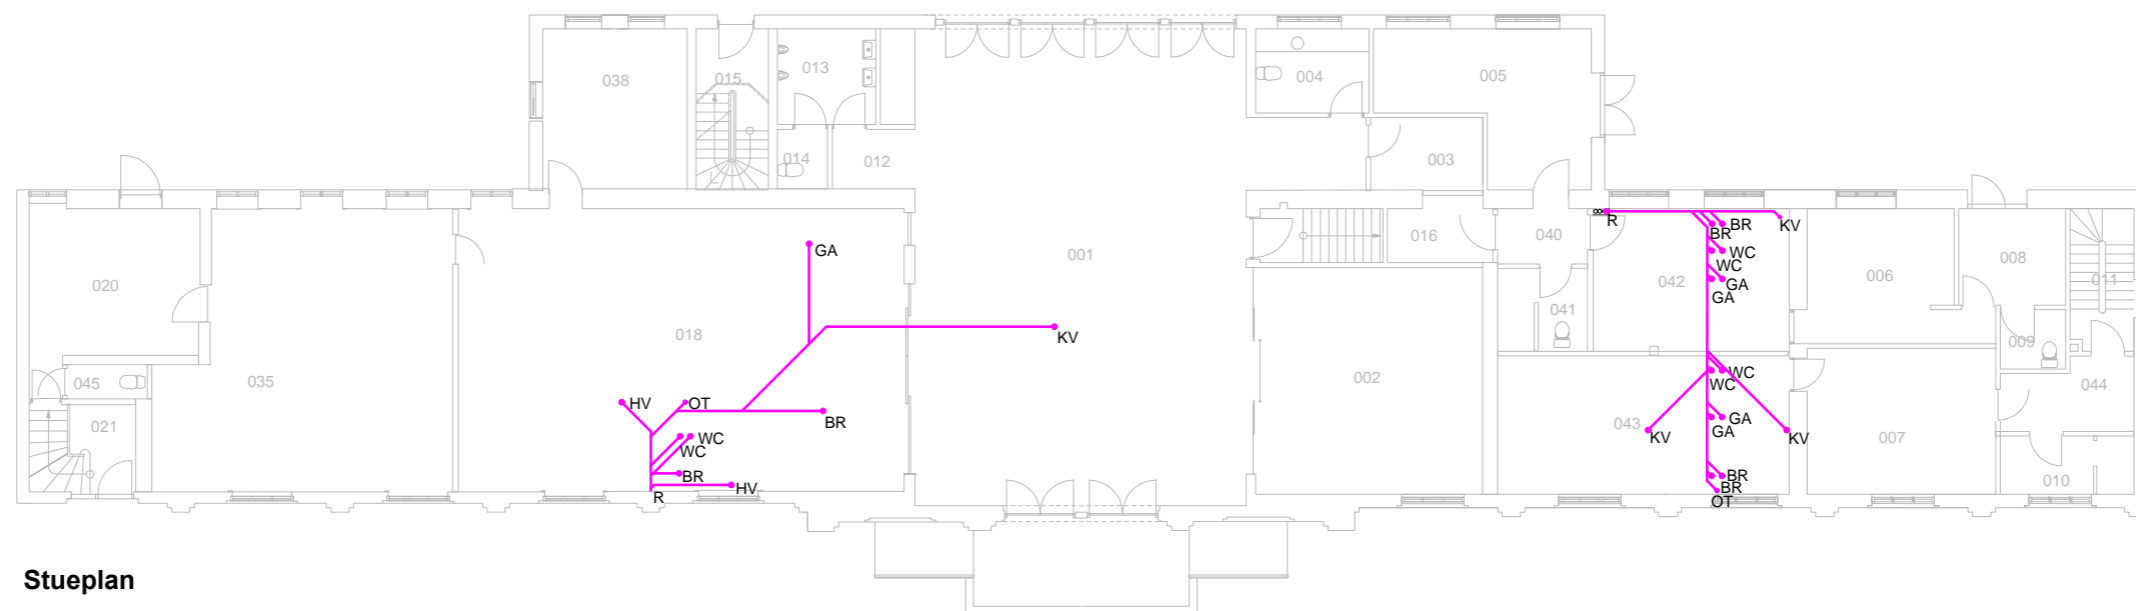 038
015
013
014
012
004
005
003
020
045
021
035
018
GA
KV
HV
OT
BR
WC
WC
BR
HV
R
001
016
040
041
002
R
BR
BR
KV
WC
WC
GA
GA
042
006
008
011
009
WC
WC
043
KV
KV
GA
GA
BR
BR
OT
007
044
010
Stueplan